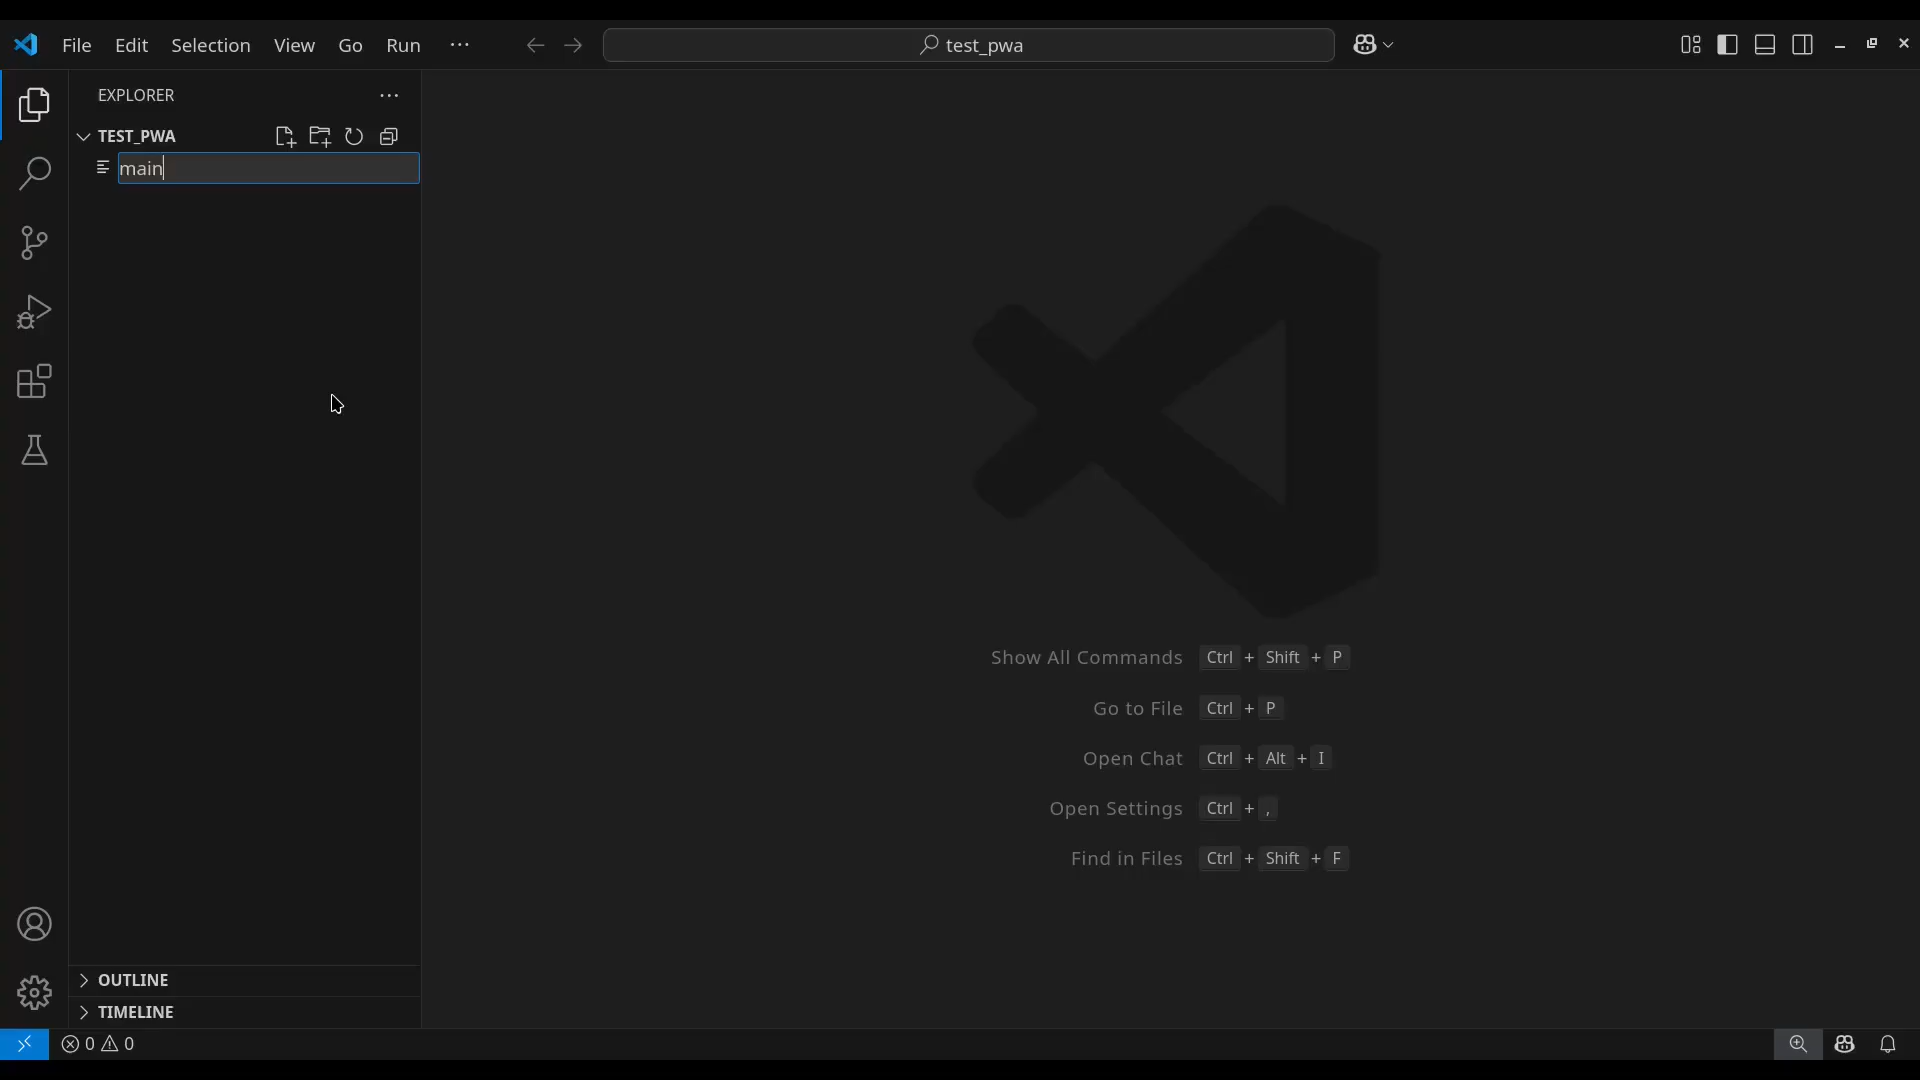 File Edit Selection View Go Run ···
test_pwa
EXPLORER
TEST_PWA
main
Show All Commands Ctrl + Shift + P
Go to File Ctrl + P
Open Chat Ctrl + Alt + I
Open Settings Ctrl + ,
Find in Files Ctrl + Shift + F
OUTLINE
TIMELINE
0 0